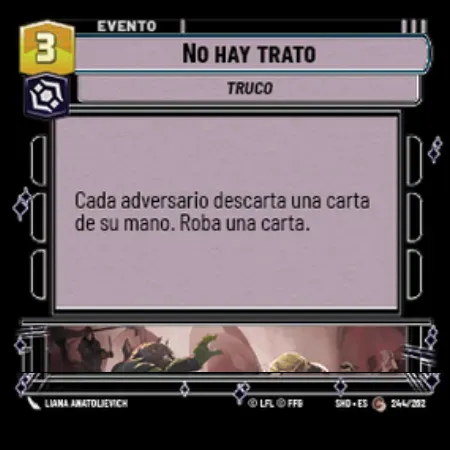 EVENTO
3
NO HAY TRATO
TRUCO
Cada adversario descarta una carta
de su mano. Roba una carta.
LIANA ANATOLIEVICH
© LFL © FFG
SHD • ES
244/262